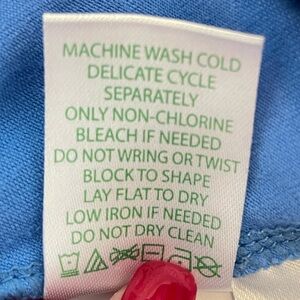 MACHINE WASH COLD
DELICATE CYCLE
SEPARATELY
ONLY NON-CHLORINE
BLEACH IF NEEDED
DO NOT WRING OR TWIST
BLOCK TO SHAPE
LAY FLAT TO DRY
LOW IRON IF NEEDED
DO NOT DRY CLEAN